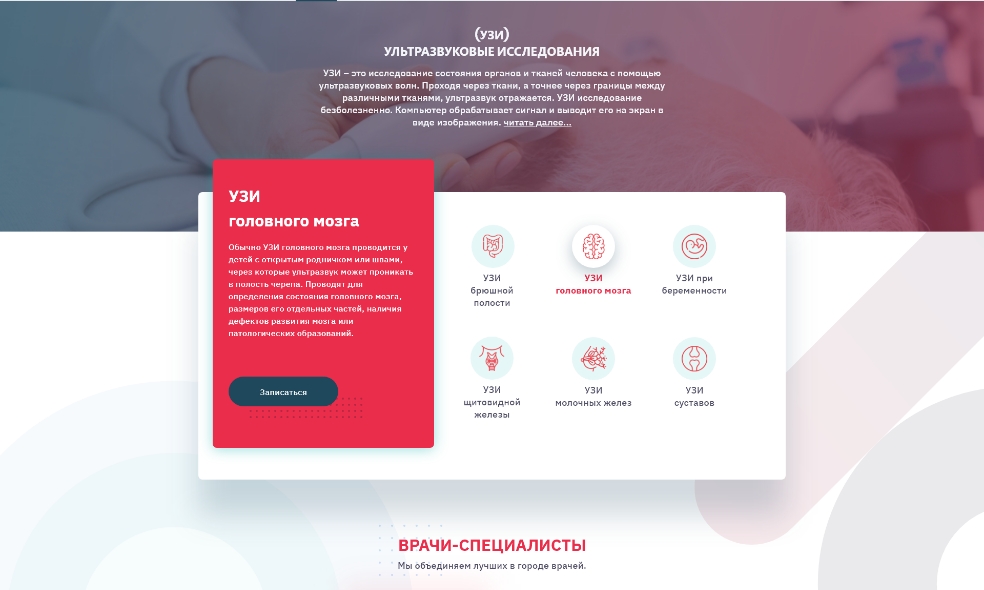 (УЗИ)
УЛЬТРАЗВУКОВЫЕ ИССЛЕДОВАНИЯ
УЗИ – это исследование состояния органов и тканей человека с помощью
ультразвуковых волн. Проходя через ткани, а точнее через границы между
различными тканями, ультразвук отражается. УЗИ исследование
безболезненно. Компьютер обрабатывает сигнал и выводит его на экран в
виде изображения. читать далее...
УЗИ
головного мозга
Обычно УЗИ головного мозга проводится у
детей с открытым родничком или швами,
через которые ультразвук может проникать
в полость черепа. Проводят для
определения состояния головного мозга,
размеров его отдельных частей, наличия
дефектов развития мозга или
патологических образований.
Записаться
УЗИ
брюшной
полости
УЗИ
головного мозга
УЗИ при
беременности
УЗИ
щитовидной
железы
УЗИ
молочных желез
УЗИ
суставов
ВРАЧИ-СПЕЦИАЛИСТЫ
Мы объединяем лучших в городе врачей.